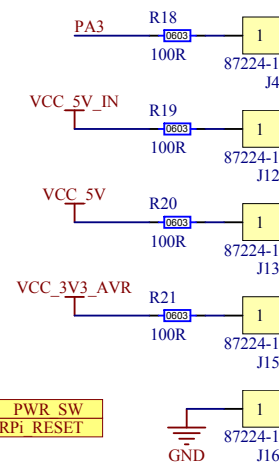 R18
PA3
0603
1
100R
87224-1
J4
R19
VCC_5V_IN
0603
1
100R
87224-1
J12
R20
VCC_5V
0603
1
100R
87224-1
J13
R21
VCC_3V3_AVR
0603
1
100R
87224-1
J15
PWR_SW
1
RPi_RESET
87224-1
GND
J16